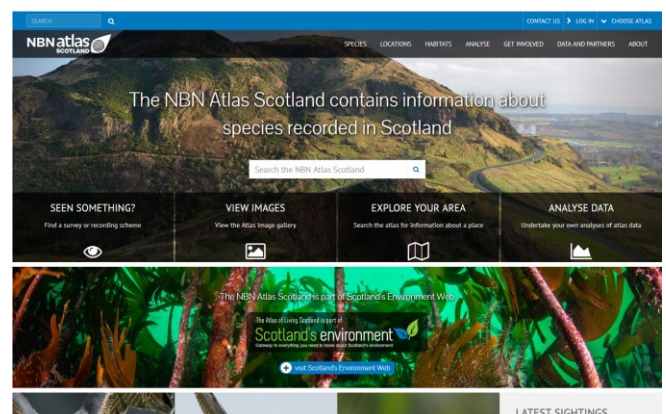 SEARCH
CONTACT US
LOG IN
CHOOSE ATLAS
NBN atlas
SCOTLAND
SPECIES LOCATIONS HABITATS ANALYSE GET INVOLVED DATA AND PARTNERS ABOUT
The NBN Atlas Scotland contains information about
species recorded in Scotland
Search the NBN Atlas Scotland
SEEN SOMETHING?
Find a survey or recording scheme
VIEW IMAGES
View the Atlas image gallery
EXPLORE YOUR AREA
Search the atlas for information about a place
ANALYSE DATA
Undertake your own analyses of atlas data
The NBN Atlas Scotland is part of Scotland's Environment Web
The Atlas of Living Scotland is part of
Scotland's environment
Gateway to everything you need to know about Scotland's environment
visit Scotland's Environment Web
LATEST SIGHTINGS